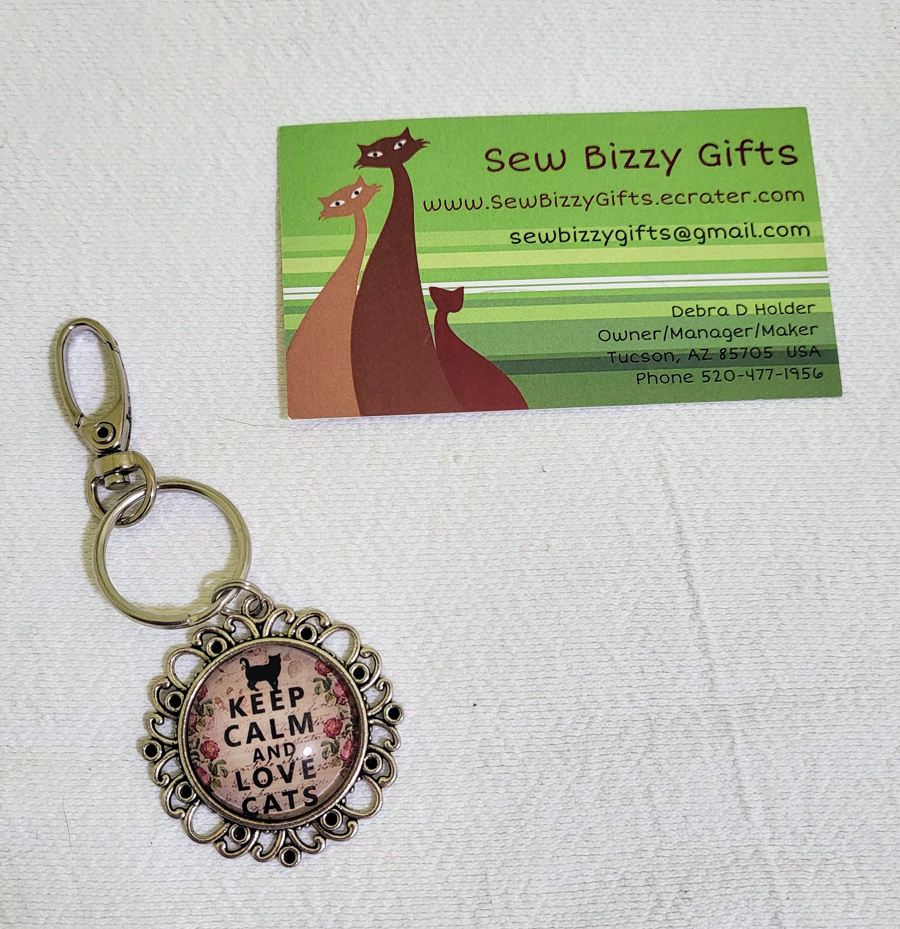 Sew Bizzy Gifts
www.SewBizzyGifts.ecrater.com
sewbizzygifts@gmail.com
Debra D Holder
Owner/Manager/Maker
Tucson, AZ 85705 USA
Phone 520-477-1956
KEEP
CALM
AND
LOVE
CATS